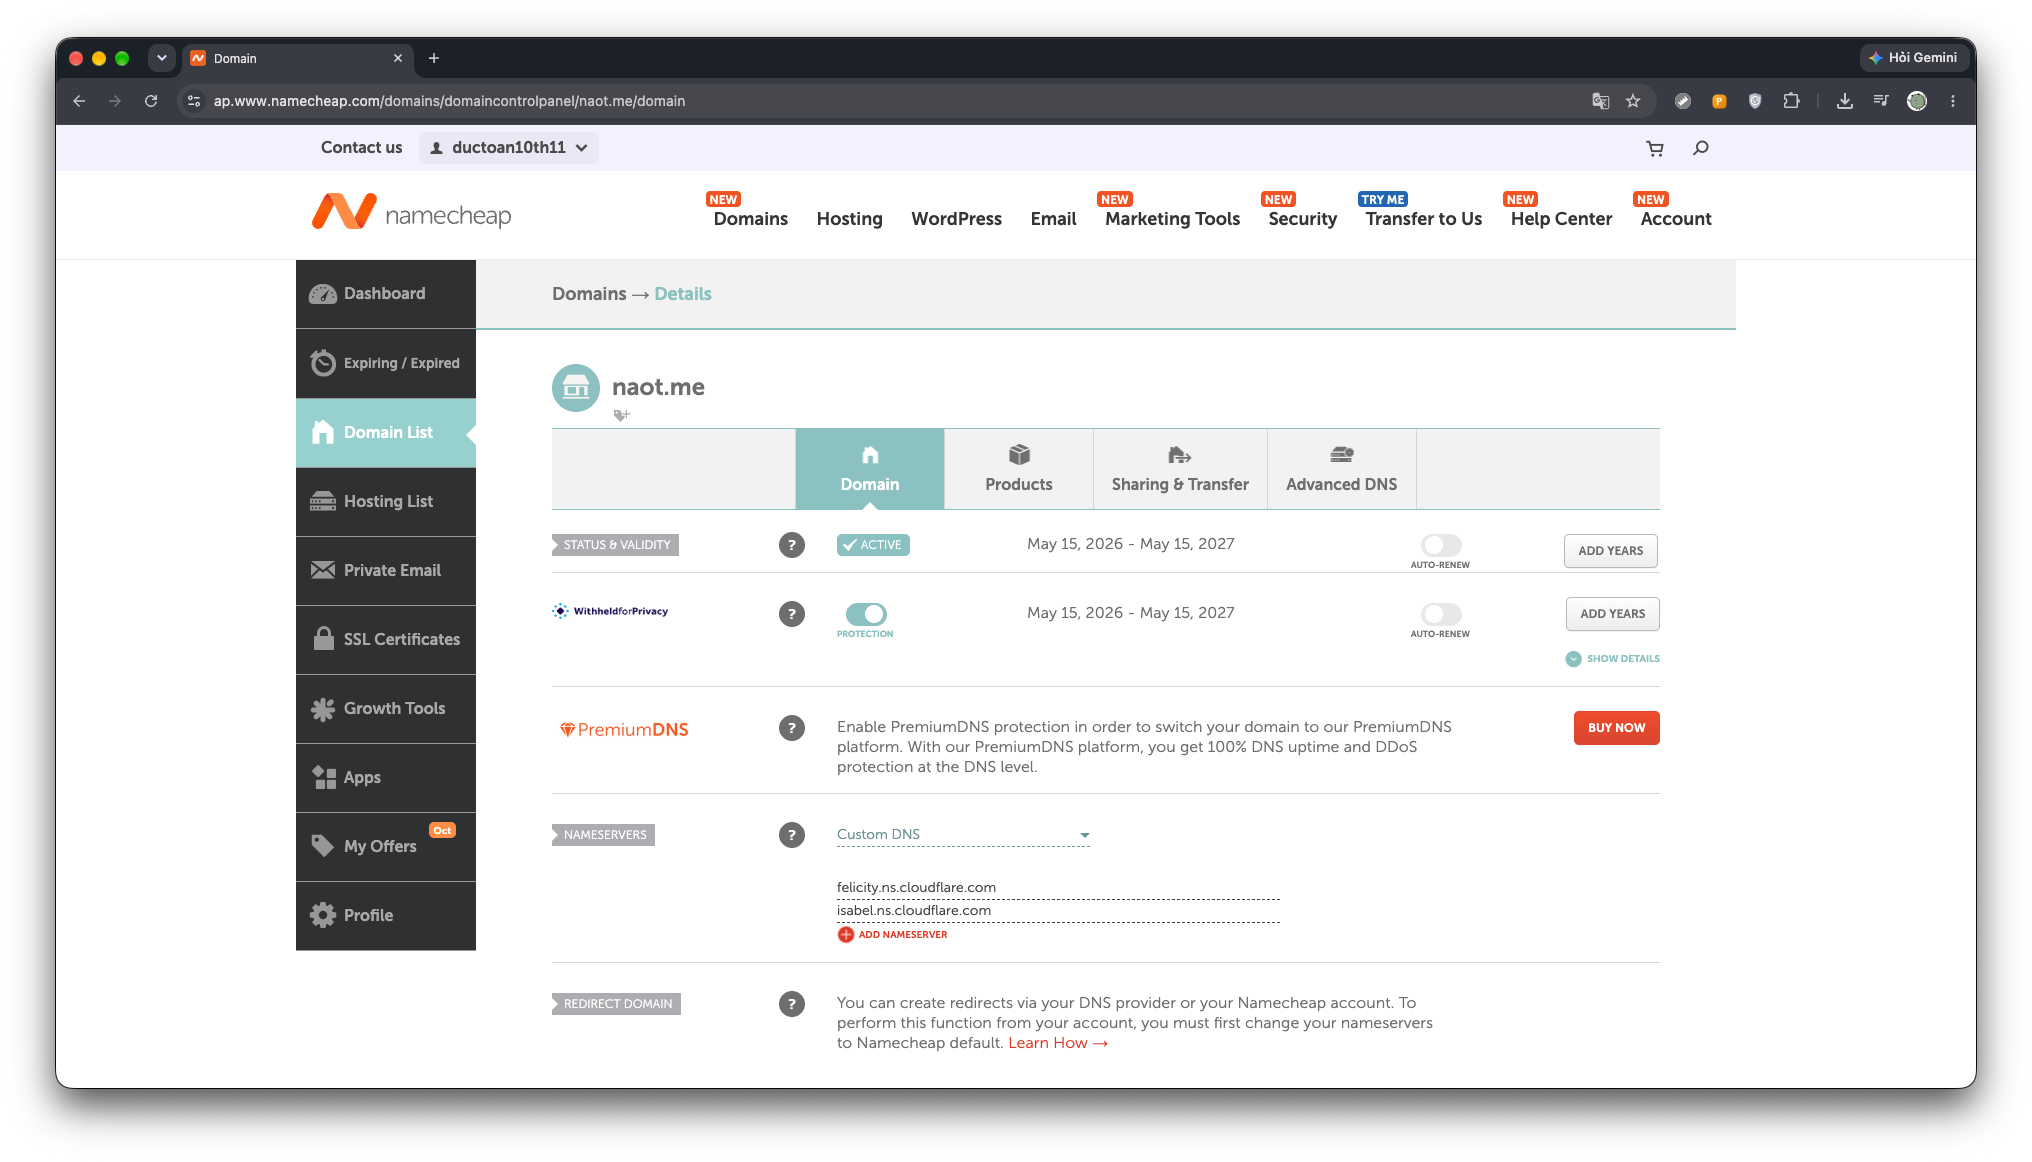 Domain
Hỏi Gemini
ap.www.namecheap.com/domains/domaincontrolpanel/naot.me/domain
Contact us
ductoan10th11
namecheap
NEW
Domains
Hosting
WordPress
Email
NEW
Marketing Tools
NEW
Security
TRY ME
Transfer to Us
NEW
Help Center
NEW
Account
Dashboard
Expiring / Expired
Domain List
Hosting List
Private Email
SSL Certificates
Growth Tools
Apps
My Offers
Oct
Profile
Domains → Details
naot.me
Domain
Products
Sharing & Transfer
Advanced DNS
STATUS & VALIDITY
?
ACTIVE
May 15, 2026 - May 15, 2027
AUTO-RENEW
ADD YEARS
WithheldforPrivacy
?
PROTECTION
May 15, 2026 - May 15, 2027
AUTO-RENEW
ADD YEARS
SHOW DETAILS
PremiumDNS
?
Enable PremiumDNS protection in order to switch your domain to our PremiumDNS
platform. With our PremiumDNS platform, you get 100% DNS uptime and DDoS
protection at the DNS level.
BUY NOW
NAMESERVERS
?
Custom DNS
felicity.ns.cloudflare.com
isabel.ns.cloudflare.com
ADD NAMESERVER
REDIRECT DOMAIN
?
You can create redirects via your DNS provider or your Namecheap account. To
perform this function from your account, you must first change your nameservers
to Namecheap default. Learn How →